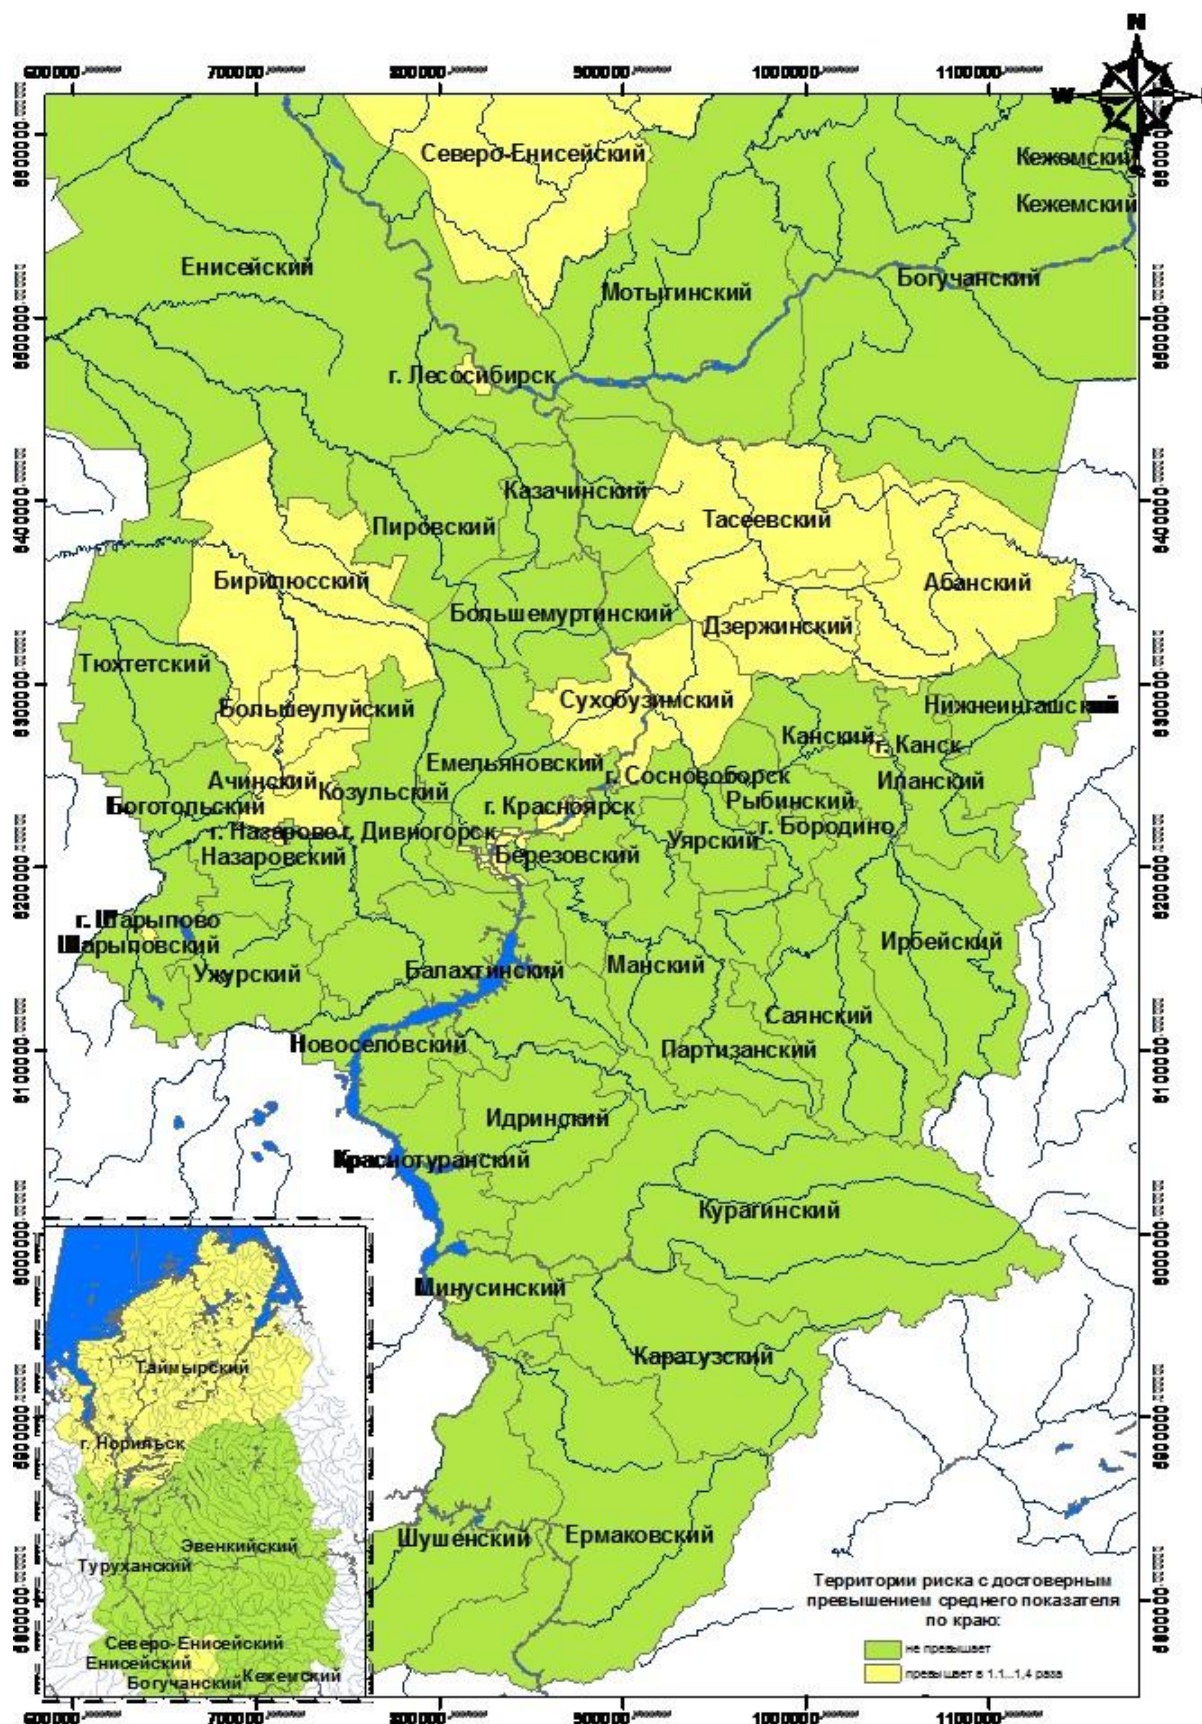 N
600000 700000 800000 900000 1000000 1100000
W
Северо-Енисейский
Кежемский
Кежемский
Енисейский
Мотыгинский
Богучанский
г. Лесосибирск
Казачинский
Пировский
Тасеевский
Бирилюсский
Абанский
Большемуртинский
Дзержинский
Тюхтетский
Сухобузимский
Большеулуйский
Нижнеингашский
Канский
г. Канск
Емельяновский
г. Сосновоборск
Ачинский
Козульский
Иланский
Боготольский
г. Красноярск
Рыбинский
г. Назарово
г. Дивногорск
Уярский
г. Бородино
Назаровский
Березовский
г. Шарыпово
Шарыповский
Ирбейский
Ужурский
Балахтинский
Манский
Саянский
Новоселовский
Партизанский
Идринский
Краснотуранский
Курагинский
Минусинский
Каратузский
Таймырский
г. Норильск
Шушенский
Ермаковский
Эвенкийский
Туруханский
Территории риска с достоверным
превышением среднего показателя
по краю:
Северо-Енисейский
не превышает
Енисейский
Кежемский
превышает в 1,1...1,4 раза
Богучанский
600000 700000 800000 900000 1000000 1100000